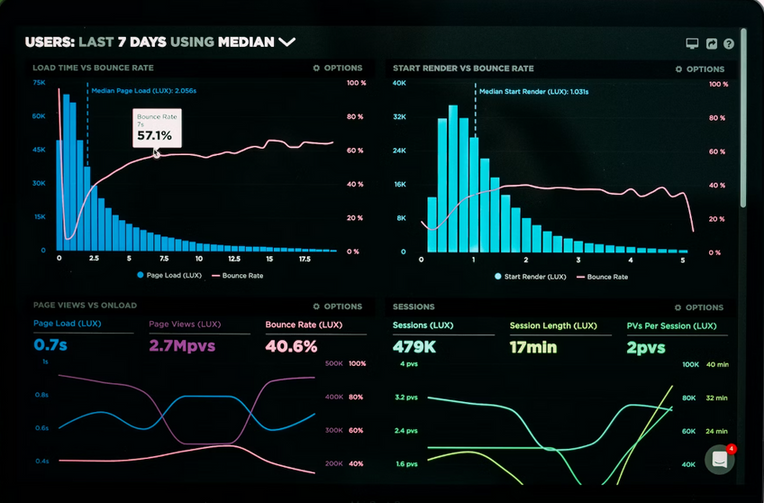 USERS: LAST 7 DAYS USING MEDIAN
LOAD TIME VS BOUNCE RATE
OPTIONS
75K
60K
45K
30K
15K
0
100 %
80 %
60 %
40 %
20 %
0 %
Median Page Load (LUX): 2.056s
Bounce Rate
7s
57.1%
0
2.5
5
7.5
10
12.5
15
17.5
Page Load (LUX)
Bounce Rate
START RENDER VS BOUNCE RATE
OPTIONS
40K
32K
24K
16K
8K
0
100 %
80 %
60 %
40 %
20 %
0 %
Median Start Render (LUX): 1.031s
0
1
2
3
4
5
Start Render (LUX)
Bounce Rate
PAGE VIEWS VS ONLOAD
OPTIONS
Page Load (LUX)
0.7s
Page Views (LUX)
2.7Mpvs
Bounce Rate (LUX)
40.6%
1s
0.8s
0.6s
0.4s
500K 100%
400K 80%
300K 60%
200K 40%
SESSIONS
OPTIONS
Sessions (LUX)
479K
Session Length (LUX)
17min
PVs Per Session (LUX)
2pvs
4 pvs
3.2 pvs
2.4 pvs
1.6 pvs
100K 40 min
80K 32 min
60K 24 min
40K
4